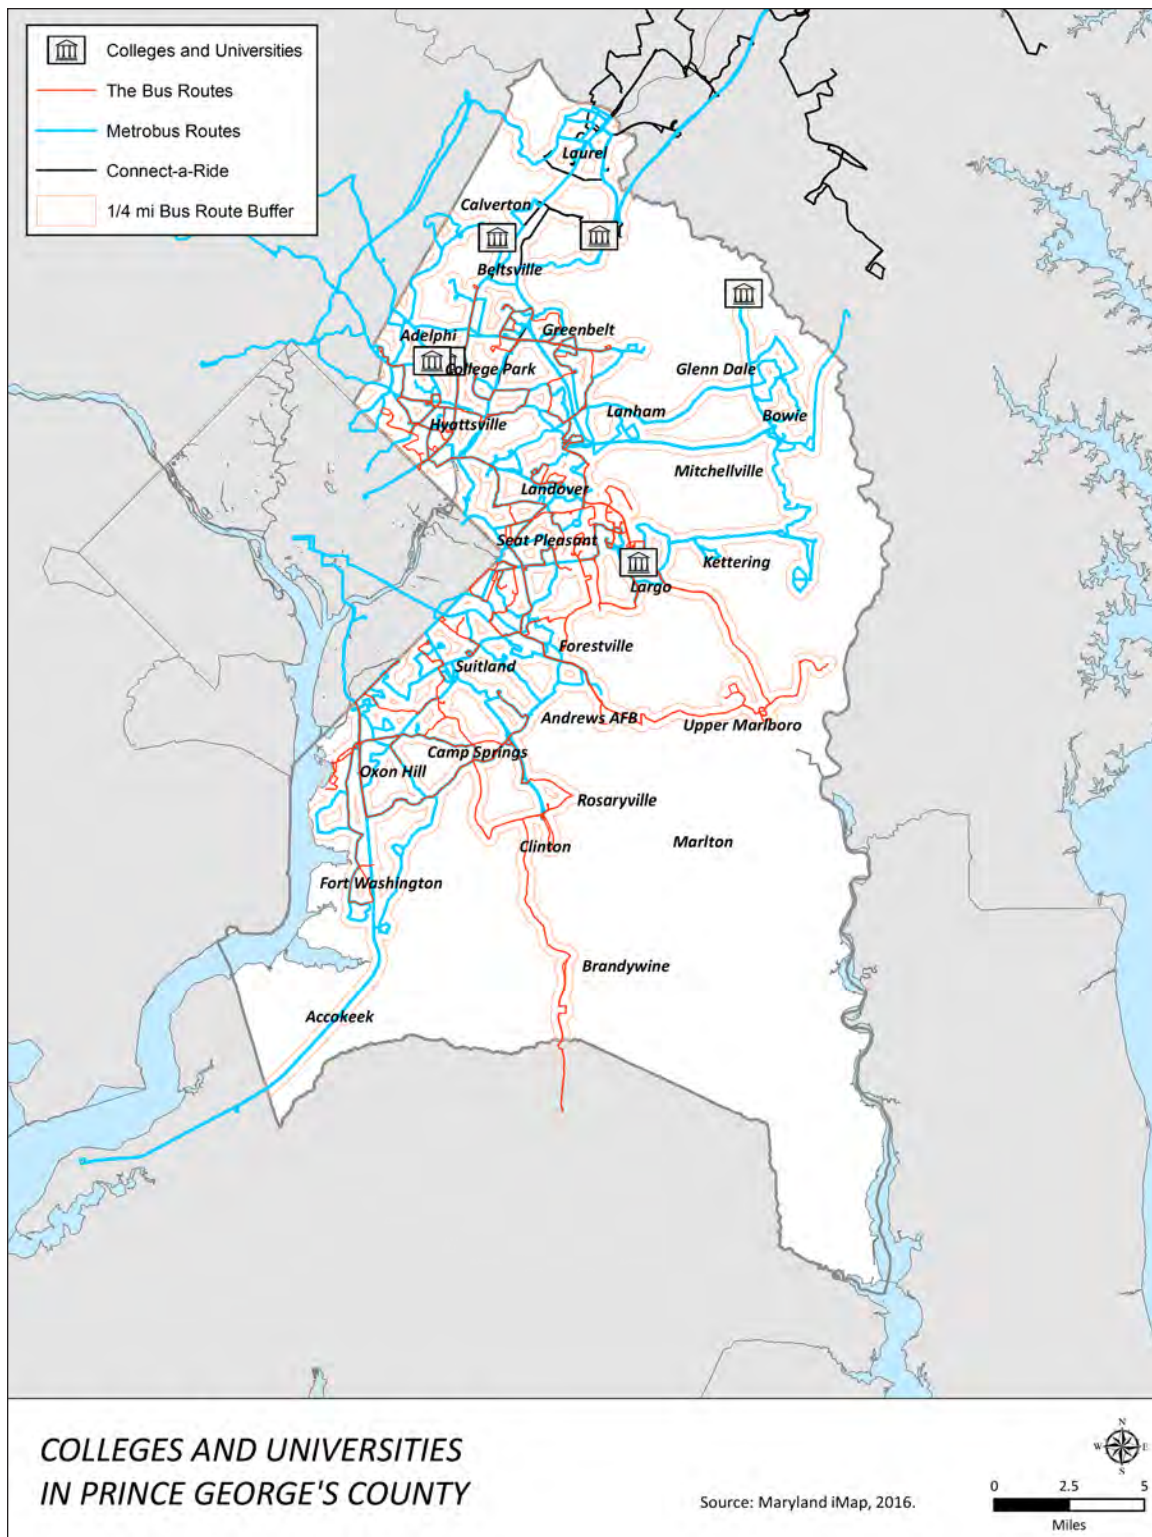 Colleges and Universities
The Bus Routes
Metrobus Routes
Connect-a-Ride
1/4 mi Bus Route Buffer
Laurel
Calverton
Beltsville
Adelphi
Greenbelt
College Park
Glenn Dale
Lanham
Bowie
Hyattsville
Mitchellville
Landover
Seat Pleasant
Kettering
Largo
Forestville
Suitland
Andrews AFB
Upper Marlboro
Camp Springs
Oxon Hill
Rosaryville
Clinton
Marlton
Fort Washington
Brandywine
Accokeek
COLLEGES AND UNIVERSITIES
IN PRINCE GEORGE'S COUNTY
Source: Maryland iMap, 2016.
N
W E
S
0 2.5 5
Miles